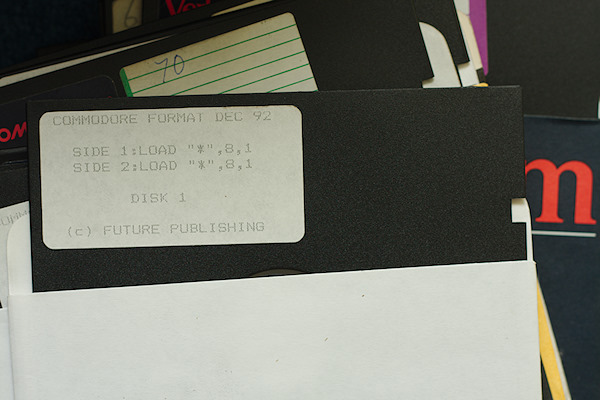 70
COMMODORE FORMAT DEC 92
SIDE 1:LOAD "*",8,1
SIDE 2:LOAD "*",8,1
DISK 1
(c) FUTURE PUBLISHING
m